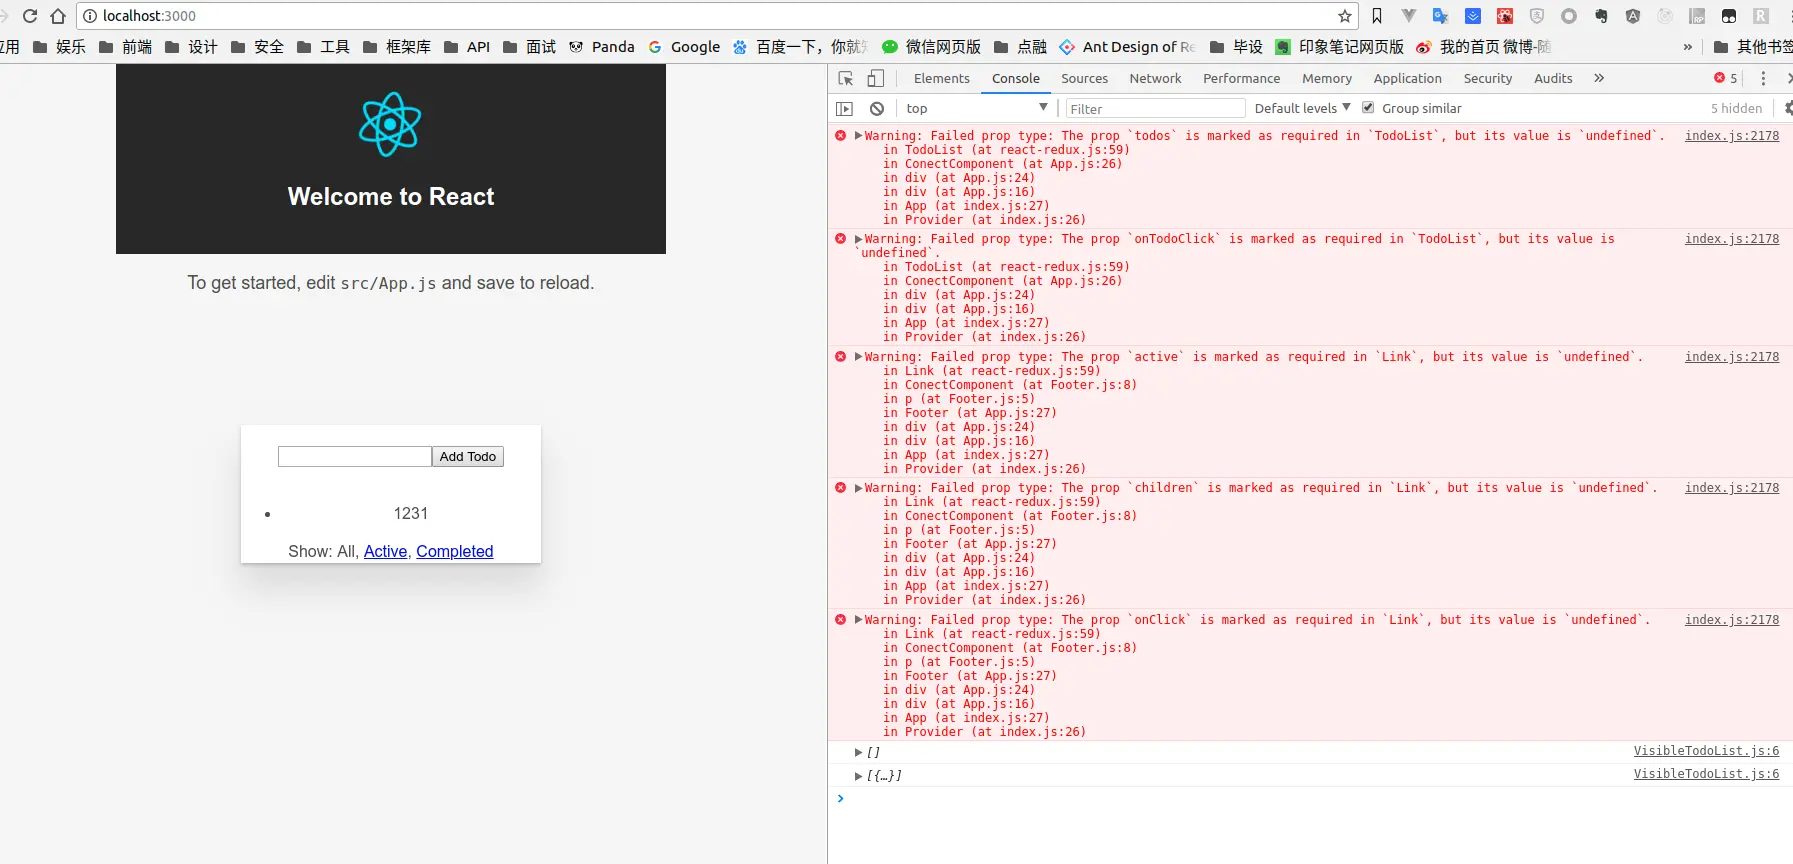 localhost:3000
应用 娱乐 前端 设计 安全 工具 框架库 API 面试 Panda Google 百度一下，你就知 微信网页版 点融 Ant Design of Re 毕设 印象笔记网页版 我的首页 微博-随 » 其他书签
Welcome to React
To get started, edit src/App.js and save to reload.
Add Todo
1231
Show: All, Active, Completed
Elements Console Sources Network Performance Memory Application Security Audits » 5
top Filter Default levels Group similar 5 hidden
Warning: Failed prop type: The prop `todos` is marked as required in `TodoList`, but its value is `undefined`. index.js:2178
in TodoList (at react-redux.js:59)
in ConectComponent (at App.js:26)
in div (at App.js:24)
in div (at App.js:16)
in App (at index.js:27)
in Provider (at index.js:26)
Warning: Failed prop type: The prop `onTodoClick` is marked as required in `TodoList`, but its value is index.js:2178
`undefined`.
in TodoList (at react-redux.js:59)
in ConectComponent (at App.js:26)
in div (at App.js:24)
in div (at App.js:16)
in App (at index.js:27)
in Provider (at index.js:26)
Warning: Failed prop type: The prop `active` is marked as required in `Link`, but its value is `undefined`. index.js:2178
in Link (at react-redux.js:59)
in ConectComponent (at Footer.js:8)
in p (at Footer.js:5)
in Footer (at App.js:27)
in div (at App.js:24)
in div (at App.js:16)
in App (at index.js:27)
in Provider (at index.js:26)
Warning: Failed prop type: The prop `children` is marked as required in `Link`, but its value is `undefined`. index.js:2178
in Link (at react-redux.js:59)
in ConectComponent (at Footer.js:8)
in p (at Footer.js:5)
in Footer (at App.js:27)
in div (at App.js:24)
in div (at App.js:16)
in App (at index.js:27)
in Provider (at index.js:26)
Warning: Failed prop type: The prop `onClick` is marked as required in `Link`, but its value is `undefined`. index.js:2178
in Link (at react-redux.js:59)
in ConectComponent (at Footer.js:8)
in p (at Footer.js:5)
in Footer (at App.js:27)
in div (at App.js:24)
in div (at App.js:16)
in App (at index.js:27)
in Provider (at index.js:26)
[] VisibleTodoList.js:6
[{…}] VisibleTodoList.js:6